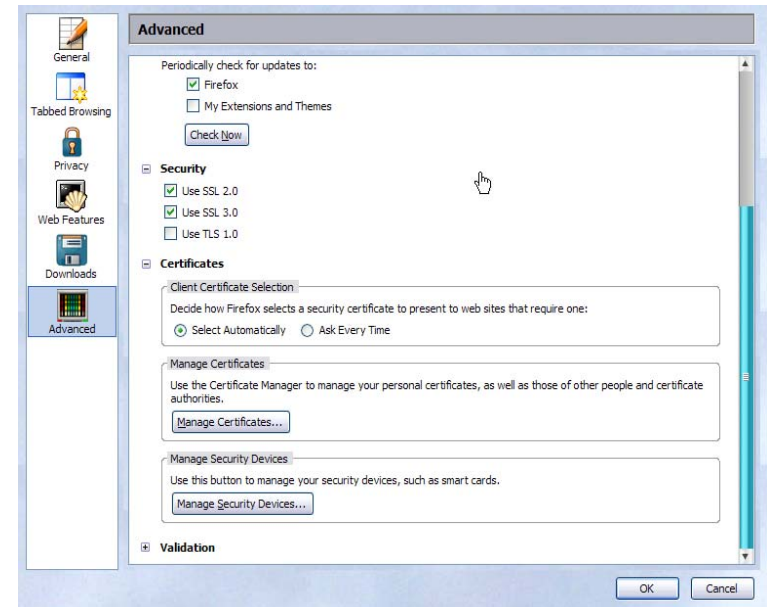 General
Tabbed Browsing
Privacy
Web Features
Downloads
Advanced
Advanced
Periodically check for updates to:
Firefox
My Extensions and Themes
Check Now
Security
Use SSL 2.0
Use SSL 3.0
Use TLS 1.0
Certificates
Client Certificate Selection
Decide how Firefox selects a security certificate to present to web sites that require one:
Select Automatically Ask Every Time
Manage Certificates
Use the Certificate Manager to manage your personal certificates, as well as those of other people and certificate
authorities.
Manage Certificates...
Manage Security Devices
Use this button to manage your security devices, such as smart cards.
Manage Security Devices...
Validation
OK Cancel